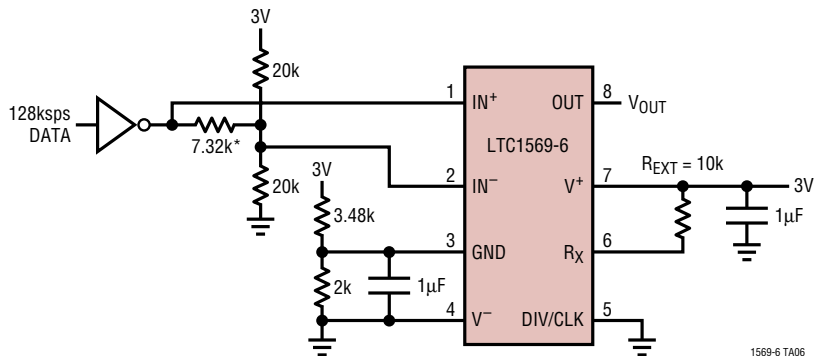 3V
20k
128ksps
DATA
7.32k*
20k
3V
3.48k
2k
1µF
1 IN+
2 IN−
3 GND
4 V−
LTC1569-6
OUT 8
VOUT
V+ 7
RX 6
DIV/CLK 5
REXT = 10k
3V
1µF
1569-6 TA06